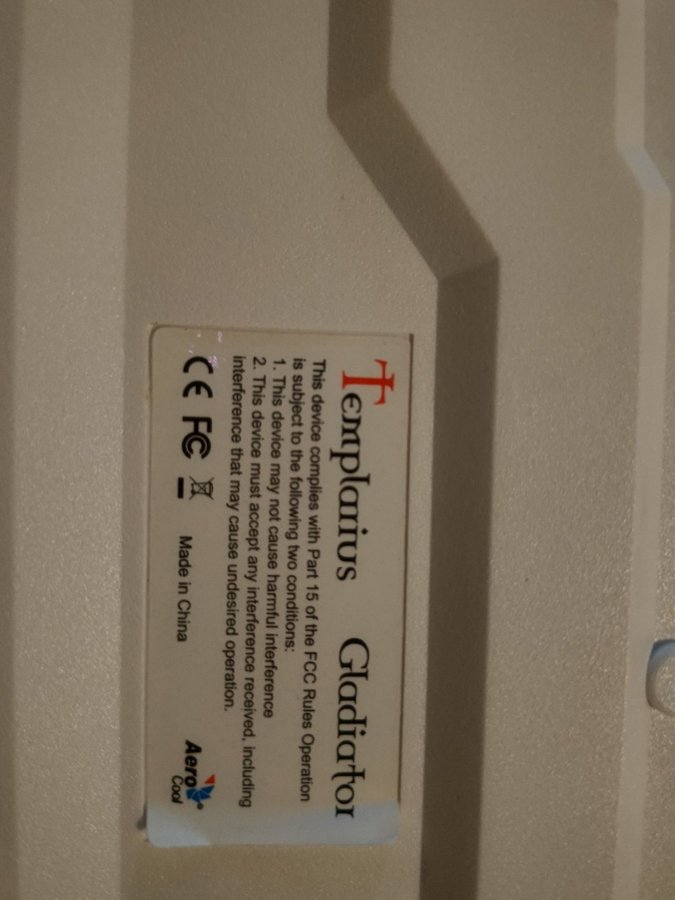 Templarius Gladiator
This device complies with Part 15 of the FCC Rules Operation
is subject to the following two conditions:
1. This device may not cause harmful interference
2. This device must accept any interference received, including
interference that may cause undesired operation.
CE FC Made in China
Aero
Cool